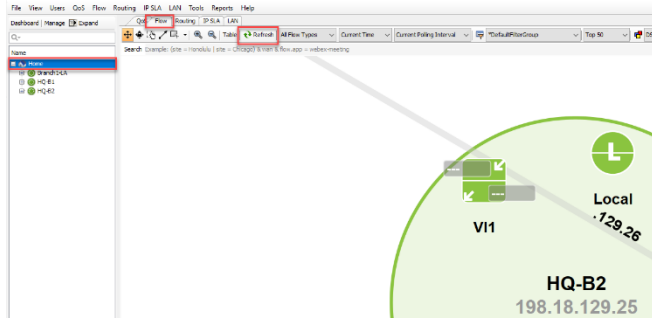 File View Users QoS Flow Routing IP SLA LAN Tools Reports Help
Dashboard Manage Expand
QoS Flow Routing IP SLA LAN
Table Refresh All Flow Types Current Time Current Polling Interval *DefaultFilterGroup Top 50
Search Example: (site = Honolulu | site = Chicago) & wan & flow.app = webex-meeting
Name
Home
Branch1-LA
HQ-B1
HQ-B2
L
VI1
Local
.129.26
HQ-B2
198.18.129.25